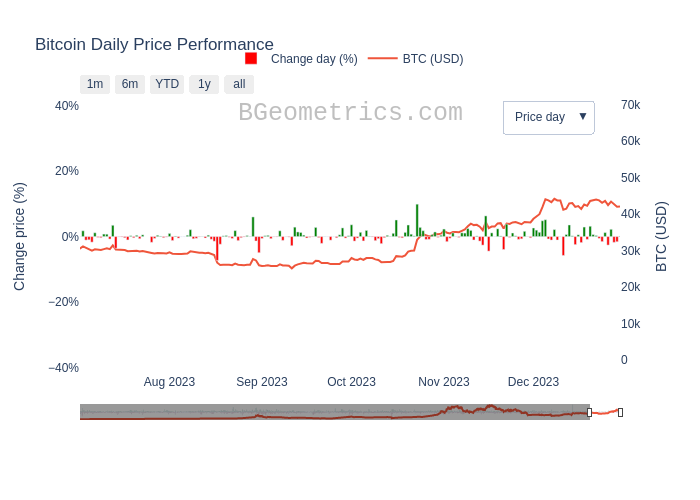 Bitcoin Daily Price Performance
Change day (%) BTC (USD)
1m 6m YTD 1y all
BGeometrics.com
Price day ▼
40% 70k
60k
20% 50k
40k
0% 30k
20k
−20% 10k
0
−40%
Change price (%)
BTC (USD)
Aug 2023 Sep 2023 Oct 2023 Nov 2023 Dec 2023